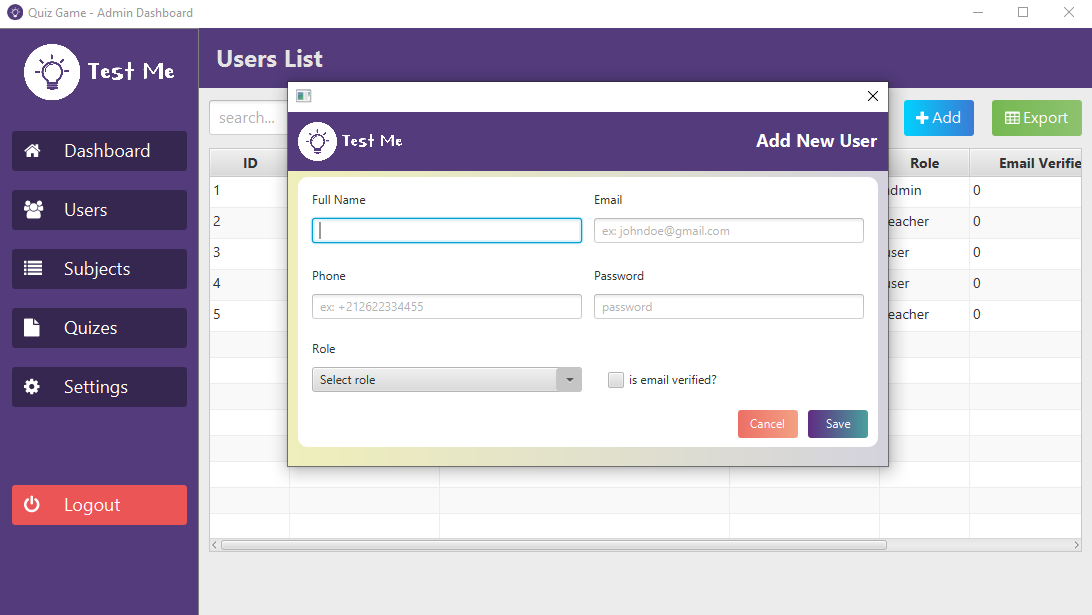 Quiz Game - Admin Dashboard
Test Me
Dashboard
Users
Subjects
Quizes
Settings
Logout
Users List
search...
Add
Export
ID
Role
Email Verifie
1
dmin
0
2
eacher
0
3
user
0
4
user
0
5
eacher
0
Test Me
Add New User
Full Name
Email
ex: johndoe@gmail.com
Phone
Password
ex: +212622334455
password
Role
Select role
is email verified?
Cancel
Save